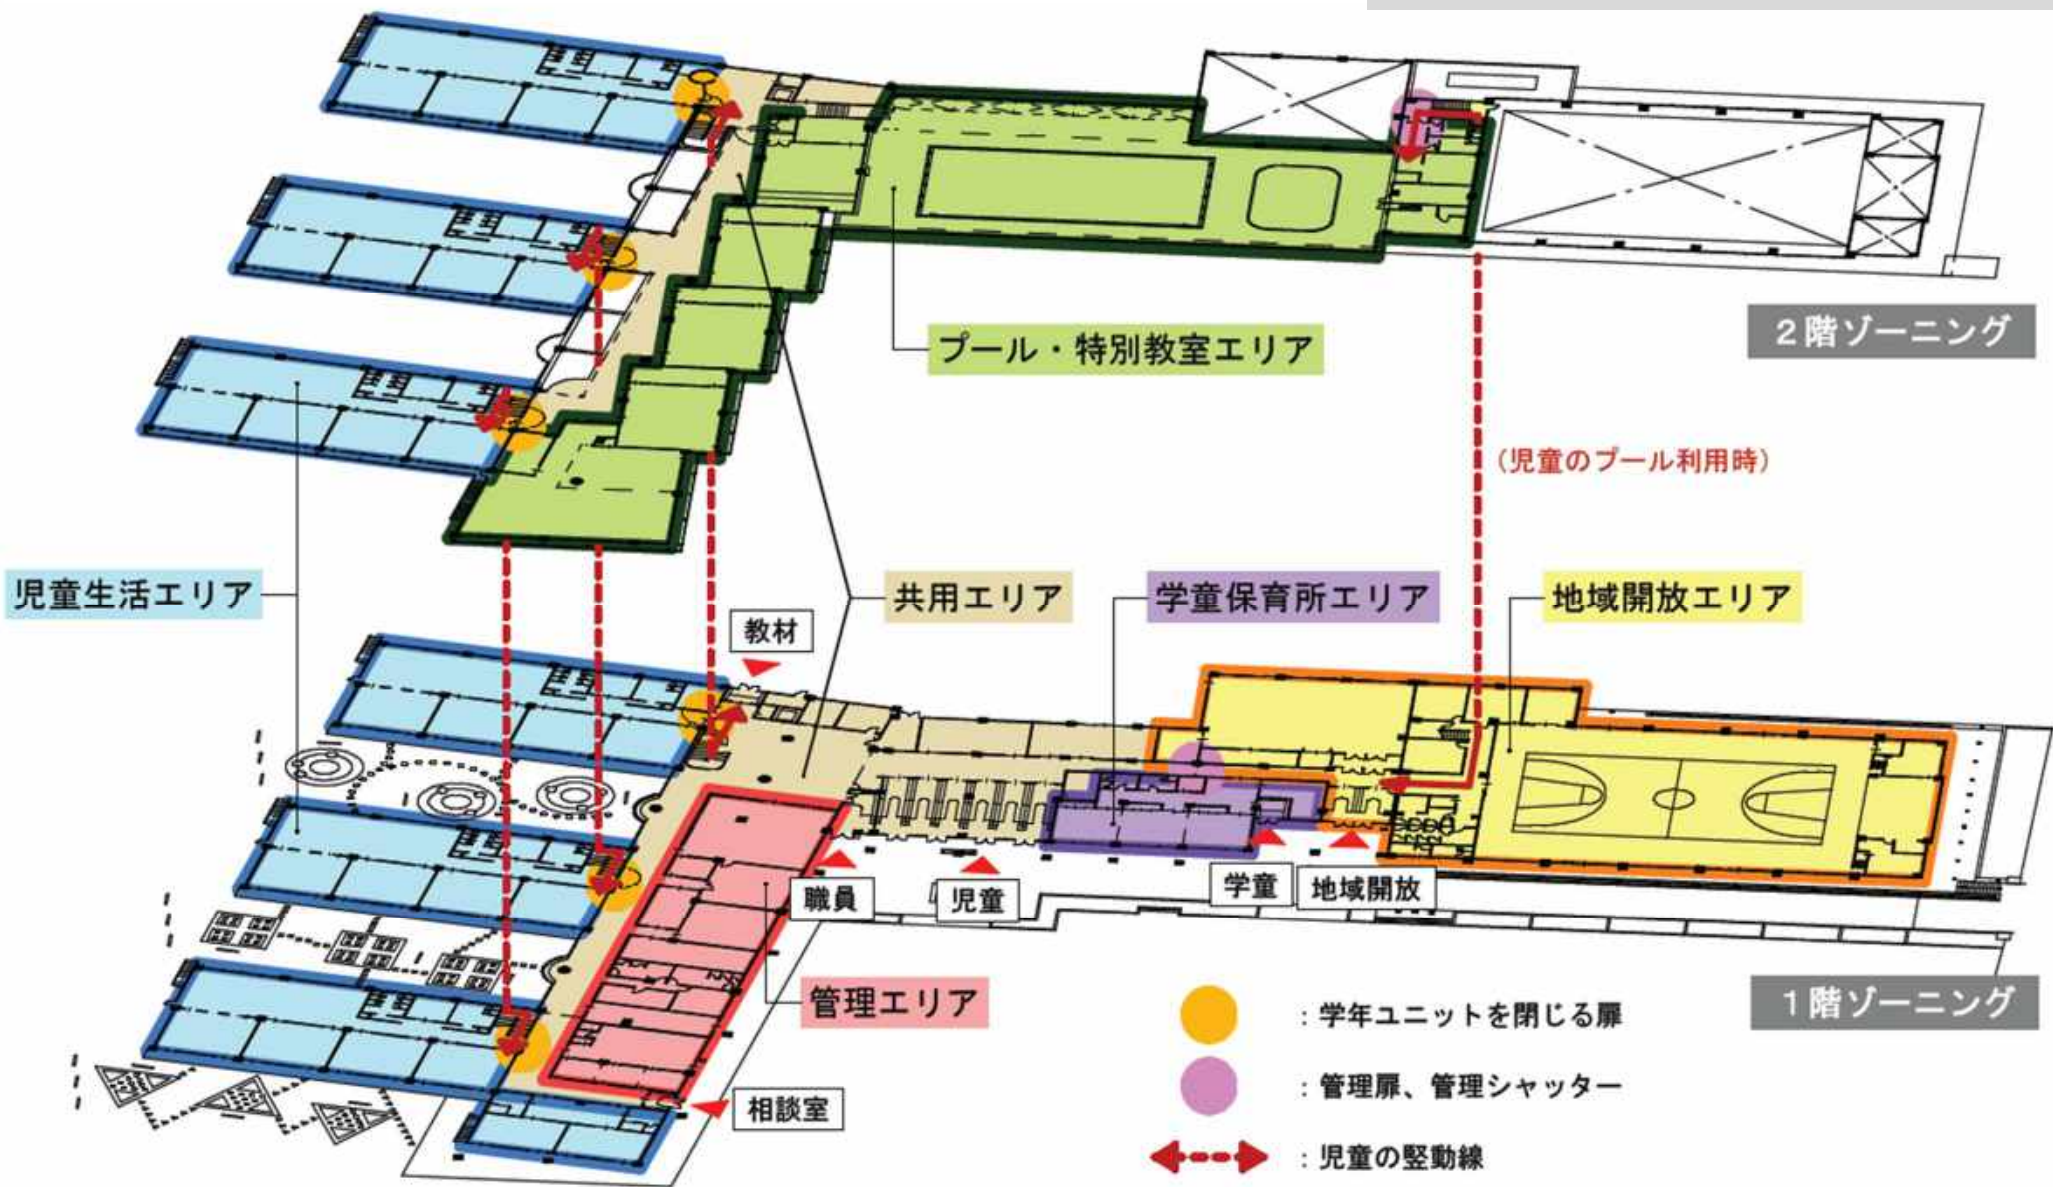 ２階ゾーニング
プール・特別教室エリア
（児童のプール利用時）
児童生活エリア
共用エリア
学童保育所エリア
地域開放エリア
教材
職員
児童
学童
地域開放
管理エリア
１階ゾーニング
相談室
：学年ユニットを閉じる扉
：管理扉、管理シャッター
：児童の竪動線